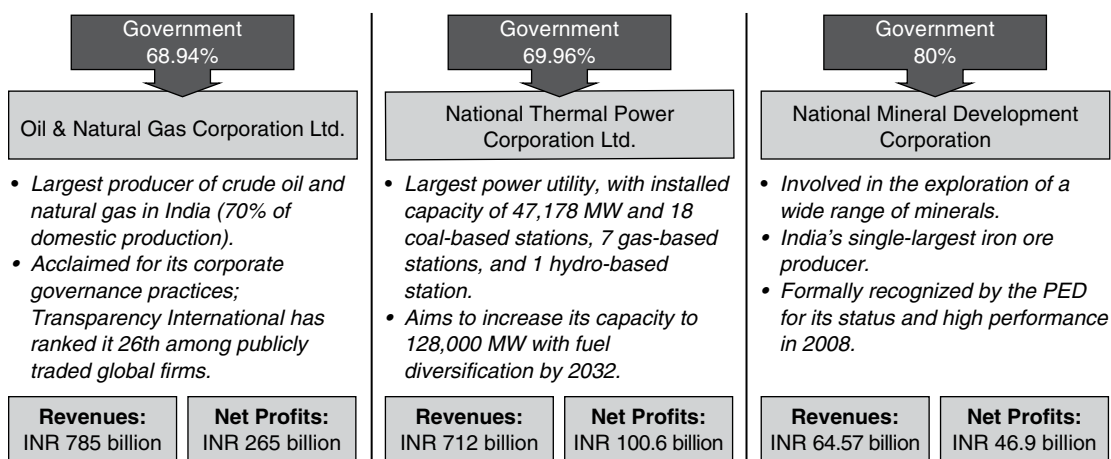 Government
68.94%
Oil & Natural Gas Corporation Ltd.
• Largest producer of crude oil and
natural gas in India (70% of
domestic production).
• Acclaimed for its corporate
governance practices;
Transparency International has
ranked it 26th among publicly
traded global firms.
Revenues:
INR 785 billion
Net Profits:
INR 265 billion
Government
69.96%
National Thermal Power
Corporation Ltd.
• Largest power utility, with installed
capacity of 47,178 MW and 18
coal-based stations, 7 gas-based
stations, and 1 hydro-based
station.
• Aims to increase its capacity to
128,000 MW with fuel
diversification by 2032.
Revenues:
INR 712 billion
Net Profits:
INR 100.6 billion
Government
80%
National Mineral Development
Corporation
• Involved in the exploration of a
wide range of minerals.
• India's single-largest iron ore
producer.
• Formally recognized by the PED
for its status and high performance
in 2008.
Revenues:
INR 64.57 billion
Net Profits:
INR 46.9 billion